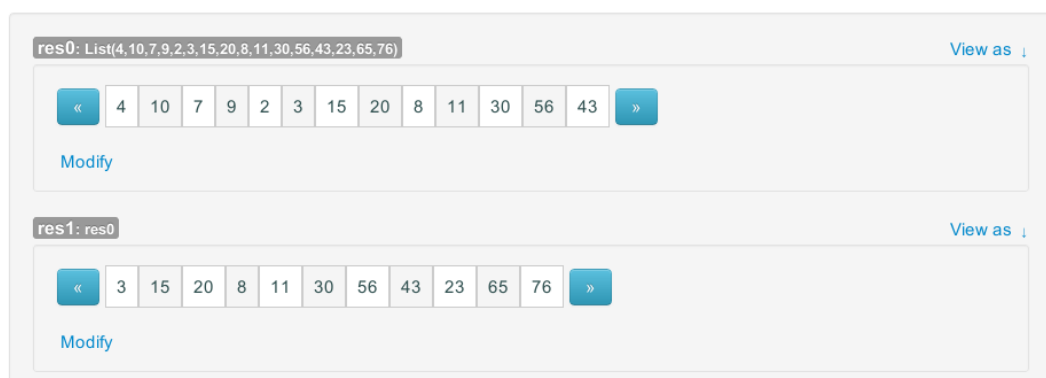 res0: List(4,10,7,9,2,3,15,20,8,11,30,56,43,23,65,76) View as ↓
« 4 10 7 9 2 3 15 20 8 11 30 56 43 »
Modify
res1: res0 View as ↓
« 3 15 20 8 11 30 56 43 23 65 76 »
Modify